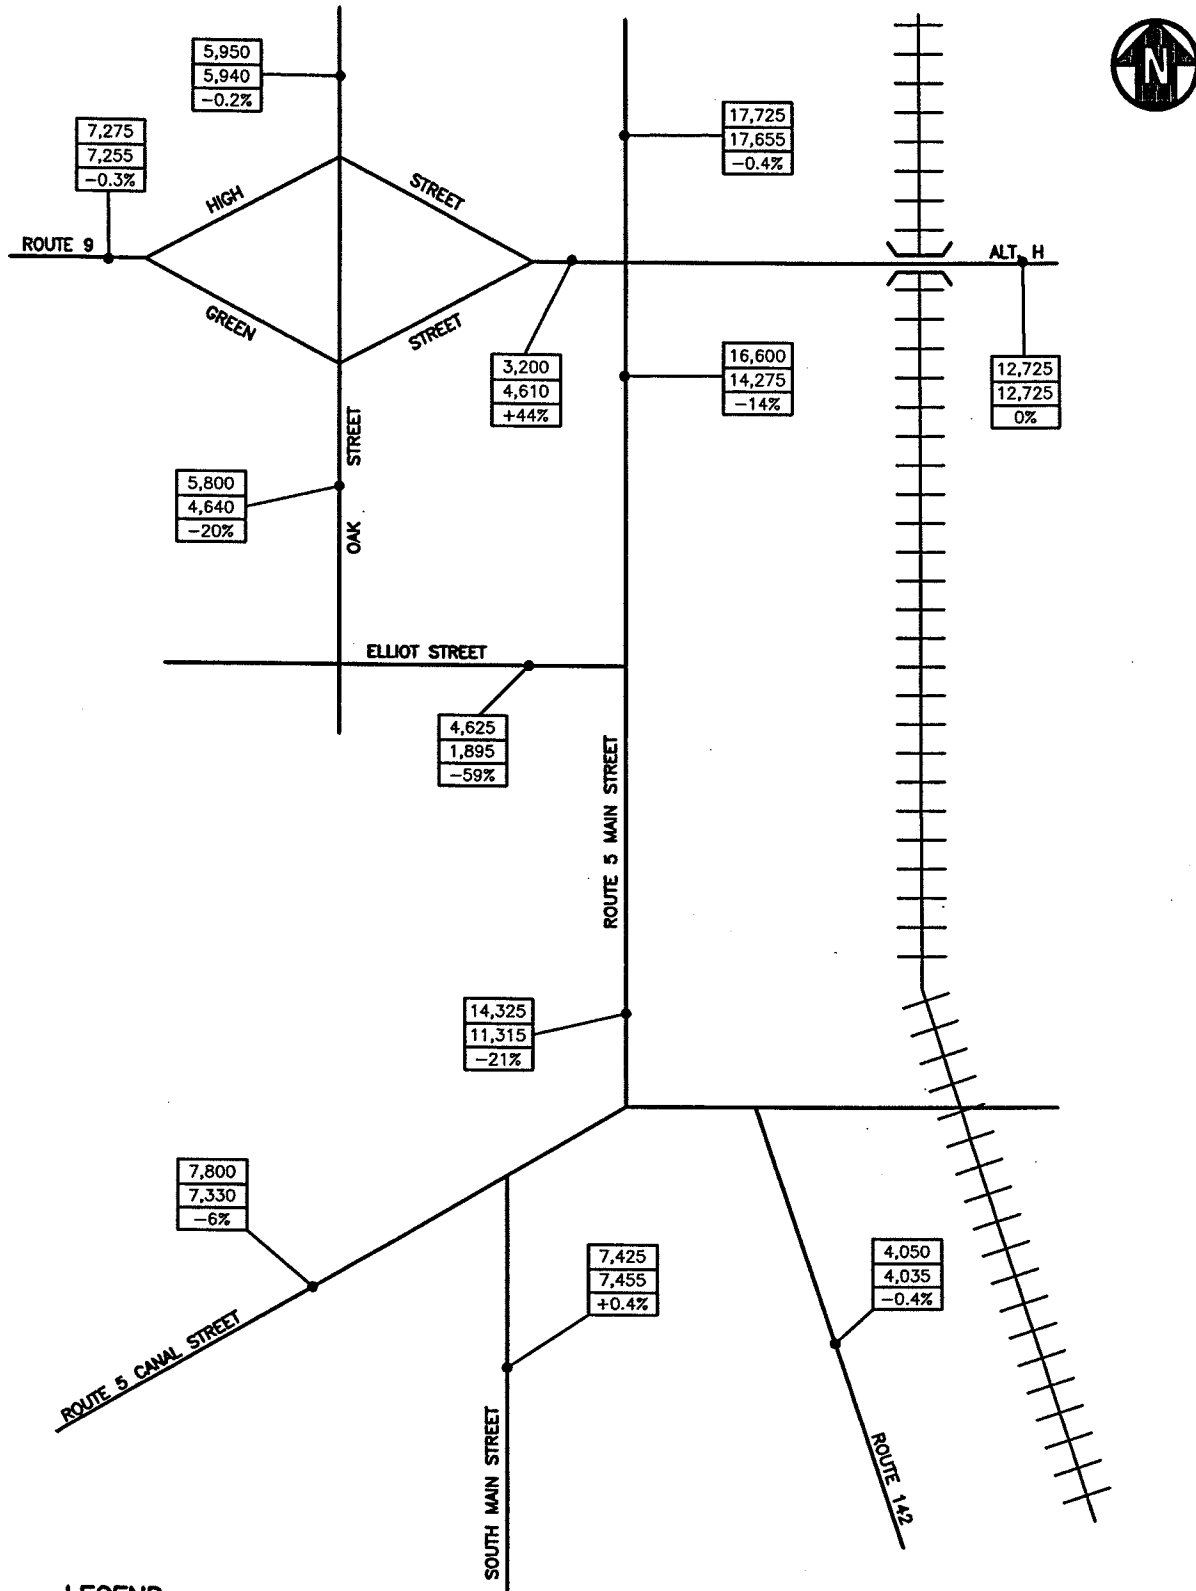 5,950
5,940
-0.2%
N
7,275
7,255
-0.3%
17,725
17,655
-0.4%
HIGH
STREET
ROUTE 9
ALT. H
GREEN
STREET
3,200
4,610
+44%
16,600
14,275
-14%
12,725
12,725
0%
OAK STREET
5,800
4,640
-20%
ELLIOT STREET
4,625
1,895
-59%
ROUTE 5 MAIN STREET
14,325
11,315
-21%
7,800
7,330
-6%
7,425
7,455
+0.4%
4,050
4,035
-0.4%
ROUTE 5 CANAL STREET
SOUTH MAIN STREET
ROUTE 142
LEGEND